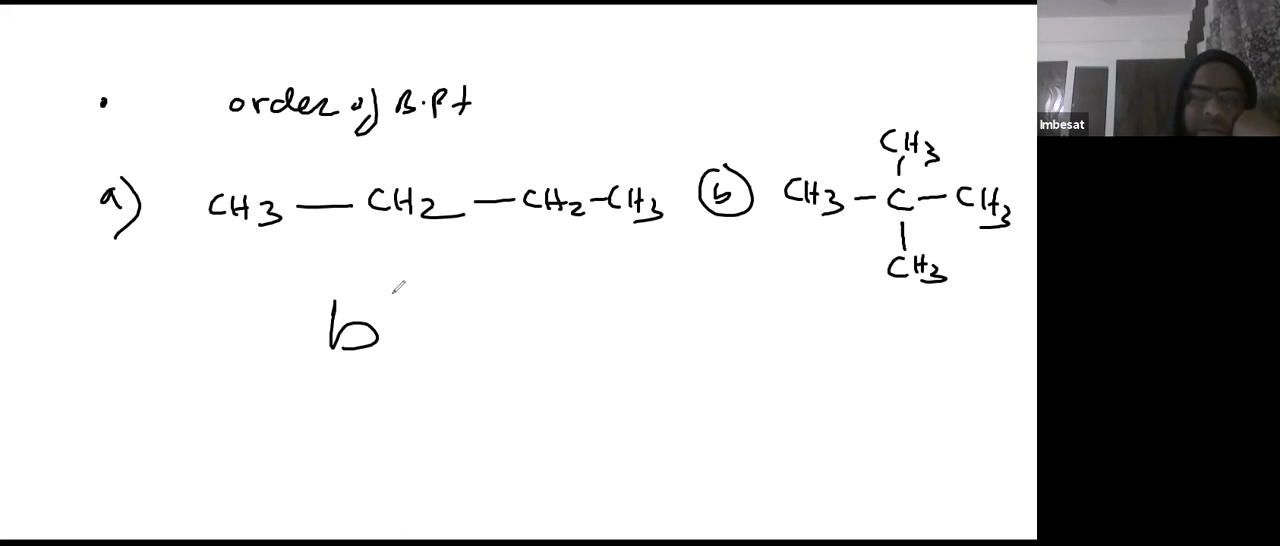 • order of B.Pt
a) CH3 — CH2 — CH2 - CH3 (b) CH3 - C - CH3
CH3
CH3
b
Imbesat